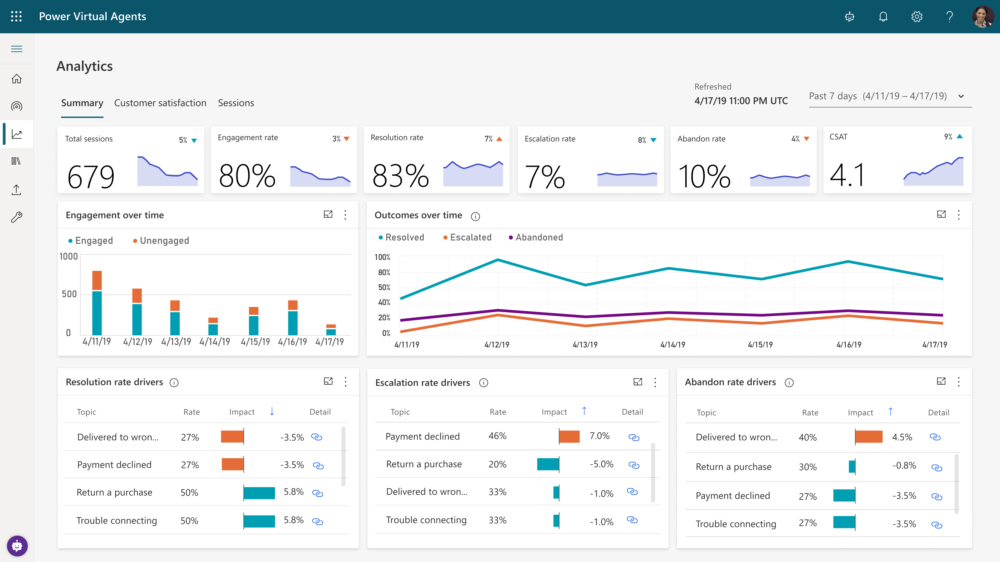 Power Virtual Agents
Analytics
Refreshed
4/17/19 11:00 PM UTC
Past 7 days (4/11/19 – 4/17/19)
Summary Customer satisfaction Sessions
Total sessions 5%
679
Engagement rate 3%
80%
Resolution rate 7%
83%
Escalation rate 8%
7%
Abandon rate 4%
10%
CSAT 9%
4.1
Engagement over time
Engaged Unengaged
1000
500
0
4/11/19 4/12/19 4/13/19 4/14/19 4/15/19 4/16/19 4/17/19
Outcomes over time
Resolved Escalated Abandoned
100%
80%
50%
40%
20%
0%
4/11/19 4/12/19 4/13/19 4/14/19 4/15/19 4/16/19 4/17/19
Resolution rate drivers
Topic Rate Impact Detail
Delivered to wron... 27% -3.5%
Payment declined 27% -3.5%
Return a purchase 50% 5.8%
Trouble connecting 50% 5.8%
Escalation rate drivers
Topic Rate Impact Detail
Payment declined 46% 7.0%
Return a purchase 20% -5.0%
Delivered to wron... 33% -1.0%
Trouble connecting 33% -1.0%
Abandon rate drivers
Topic Rate Impact Detail
Delivered to wron... 40% 4.5%
Return a purchase 30% -0.8%
Payment declined 27% -3.5%
Trouble connecting 27% -3.5%